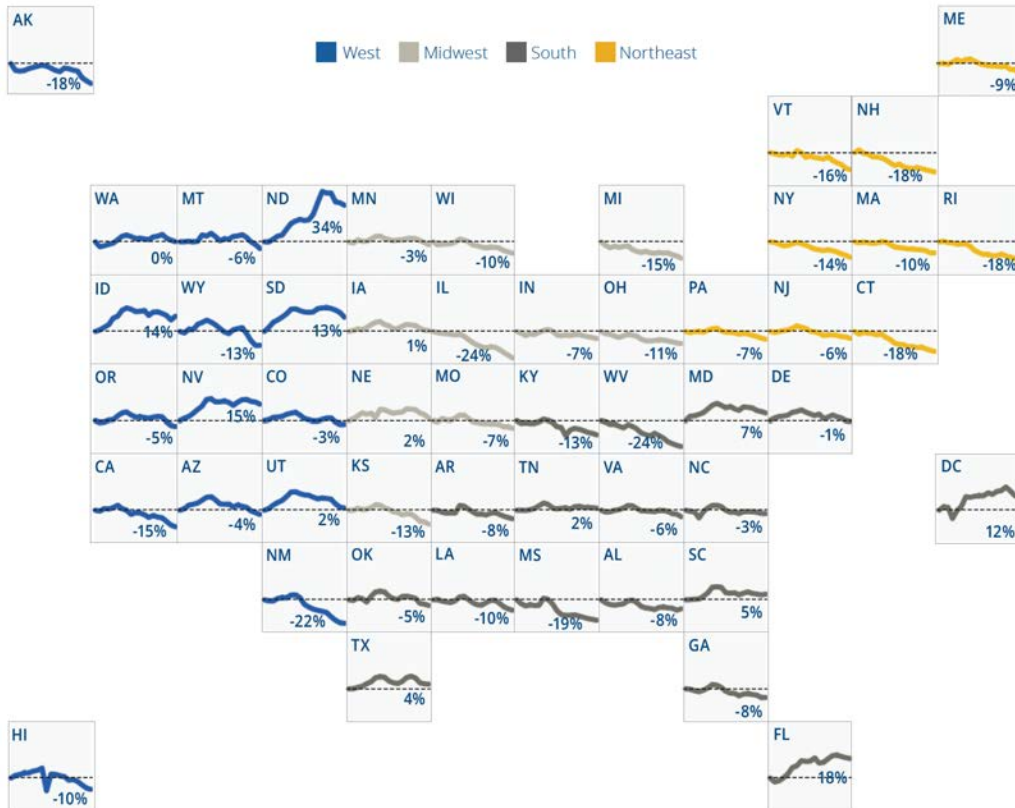 AK
-18%
West Midwest South Northeast
ME
-9%
VT NH
-16% -18%
WA MT ND MN WI MI NY MA RI
0% -6% 34% -3% -10% -15% -14% -10% -18%
ID WY SD IA IL IN OH PA NJ CT
14% -13% 13% 1% -24% -7% -11% -7% -6% -18%
OR NV CO NE MO KY WV MD DE
-5% 15% -3% 2% -7% -13% -24% 7% -1%
CA AZ UT KS AR TN VA NC DC
-15% -4% 2% -13% -8% 2% -6% -3% 12%
NM OK LA MS AL SC
-22% -5% -10% -19% -8% 5%
TX GA
4% -8%
HI FL
-10% 18%